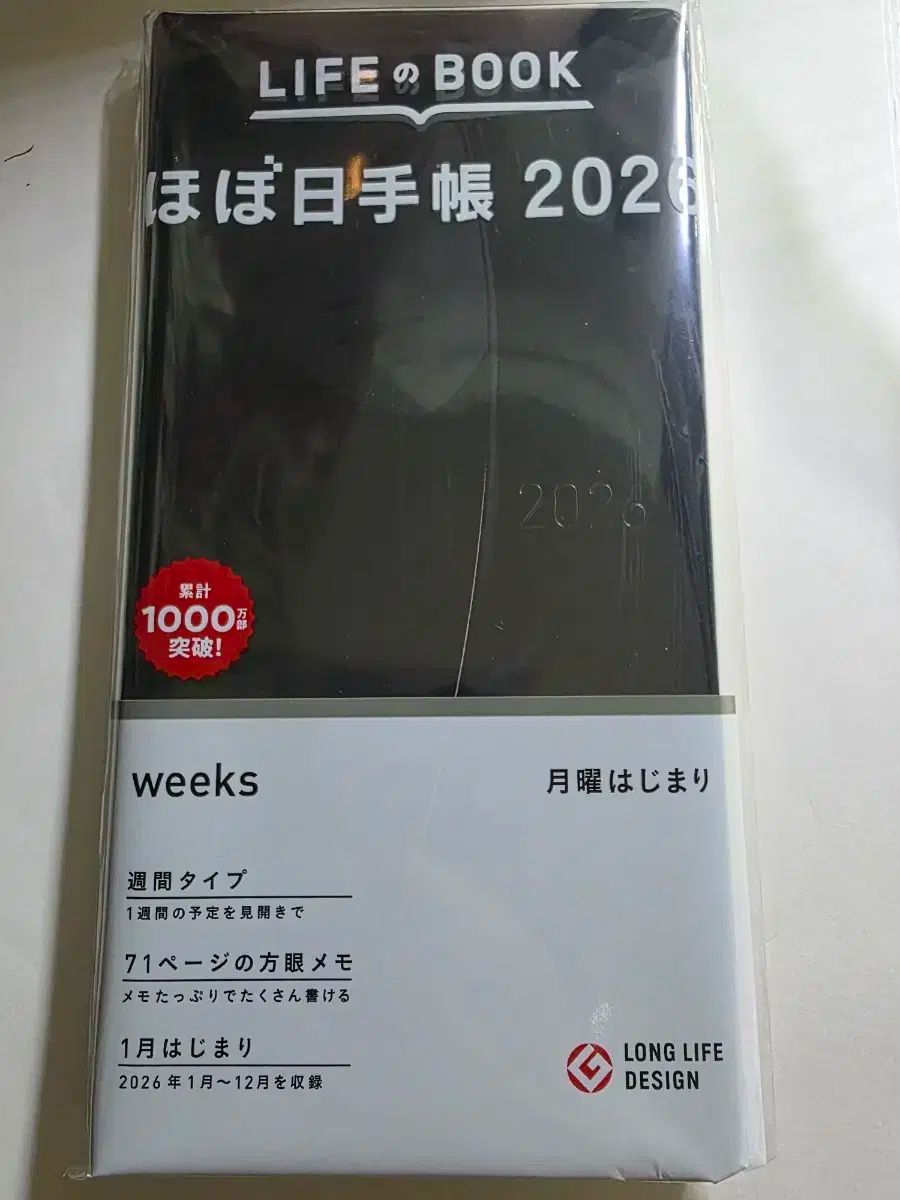 LIFEのBOOK
ほぼ日手帳 2026
2026
累計
1000万部
突破!
weeks
月曜はじまり
週間タイプ
1週間の予定を見開きで
71ページの方眼メモ
メモたっぷりでたくさん書ける
1月はじまり
2026年1月〜12月を収録
LONG LIFE
DESIGN